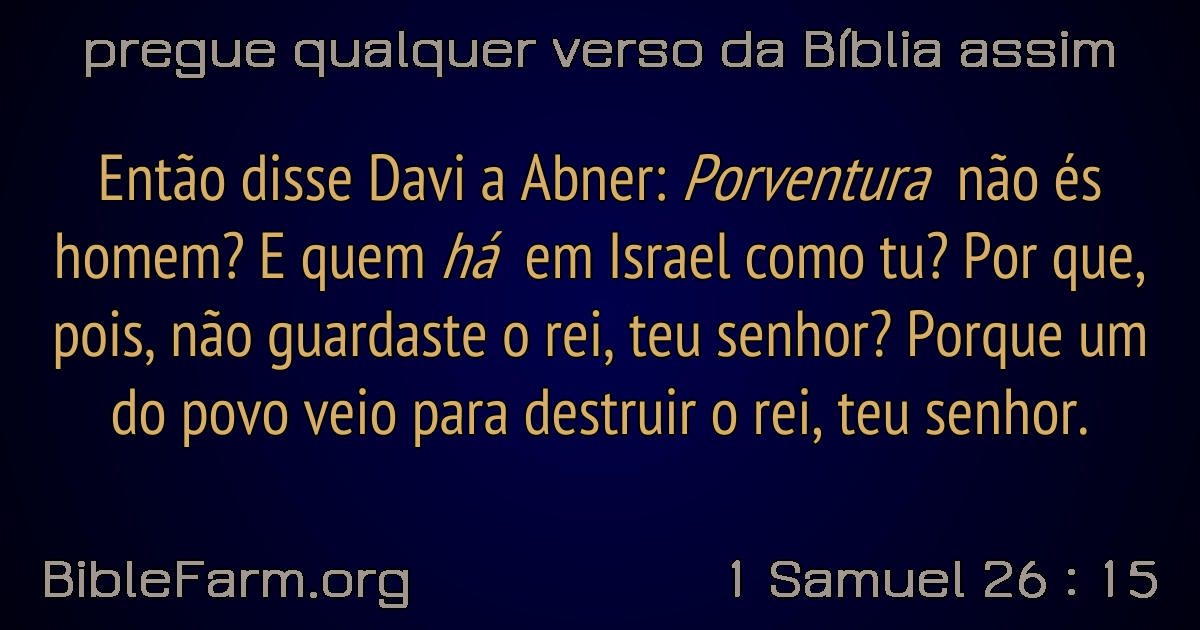 pregue qualquer verso da Bíblia assim
Então disse Davi a Abner: Porventura não és
homem? E quem há em Israel como tu? Por que,
pois, não guardaste o rei, teu senhor? Porque um
do povo veio para destruir o rei, teu senhor.
BibleFarm.org
1 Samuel 26 : 15